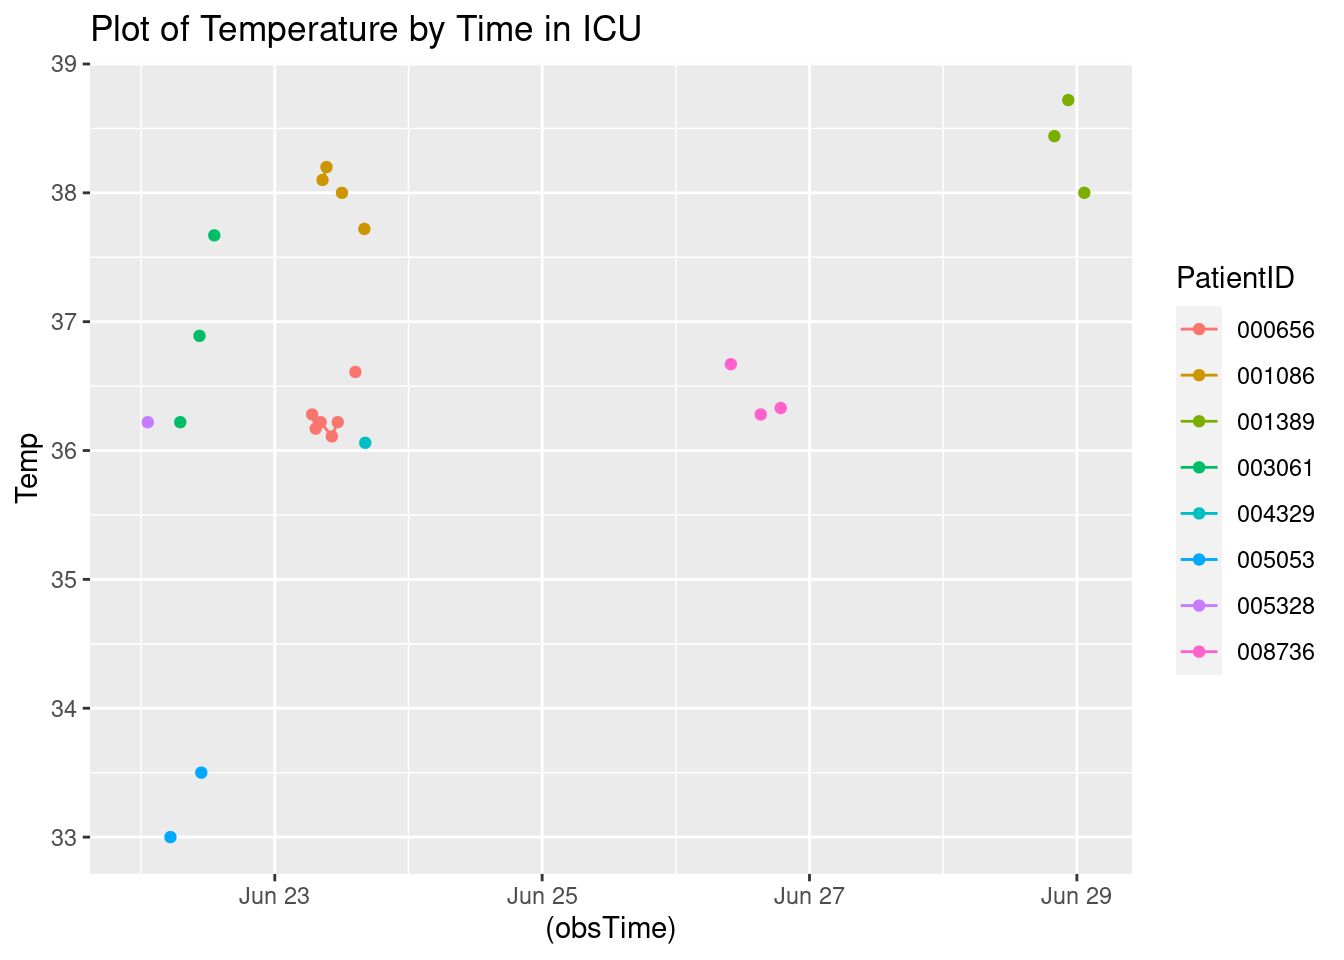 Plot of Temperature by Time in ICU
39
38
37
36
35
34
33
Temp
Jun 23
Jun 25
Jun 27
Jun 29
(obsTime)
PatientID
000656
001086
001389
003061
004329
005053
005328
008736